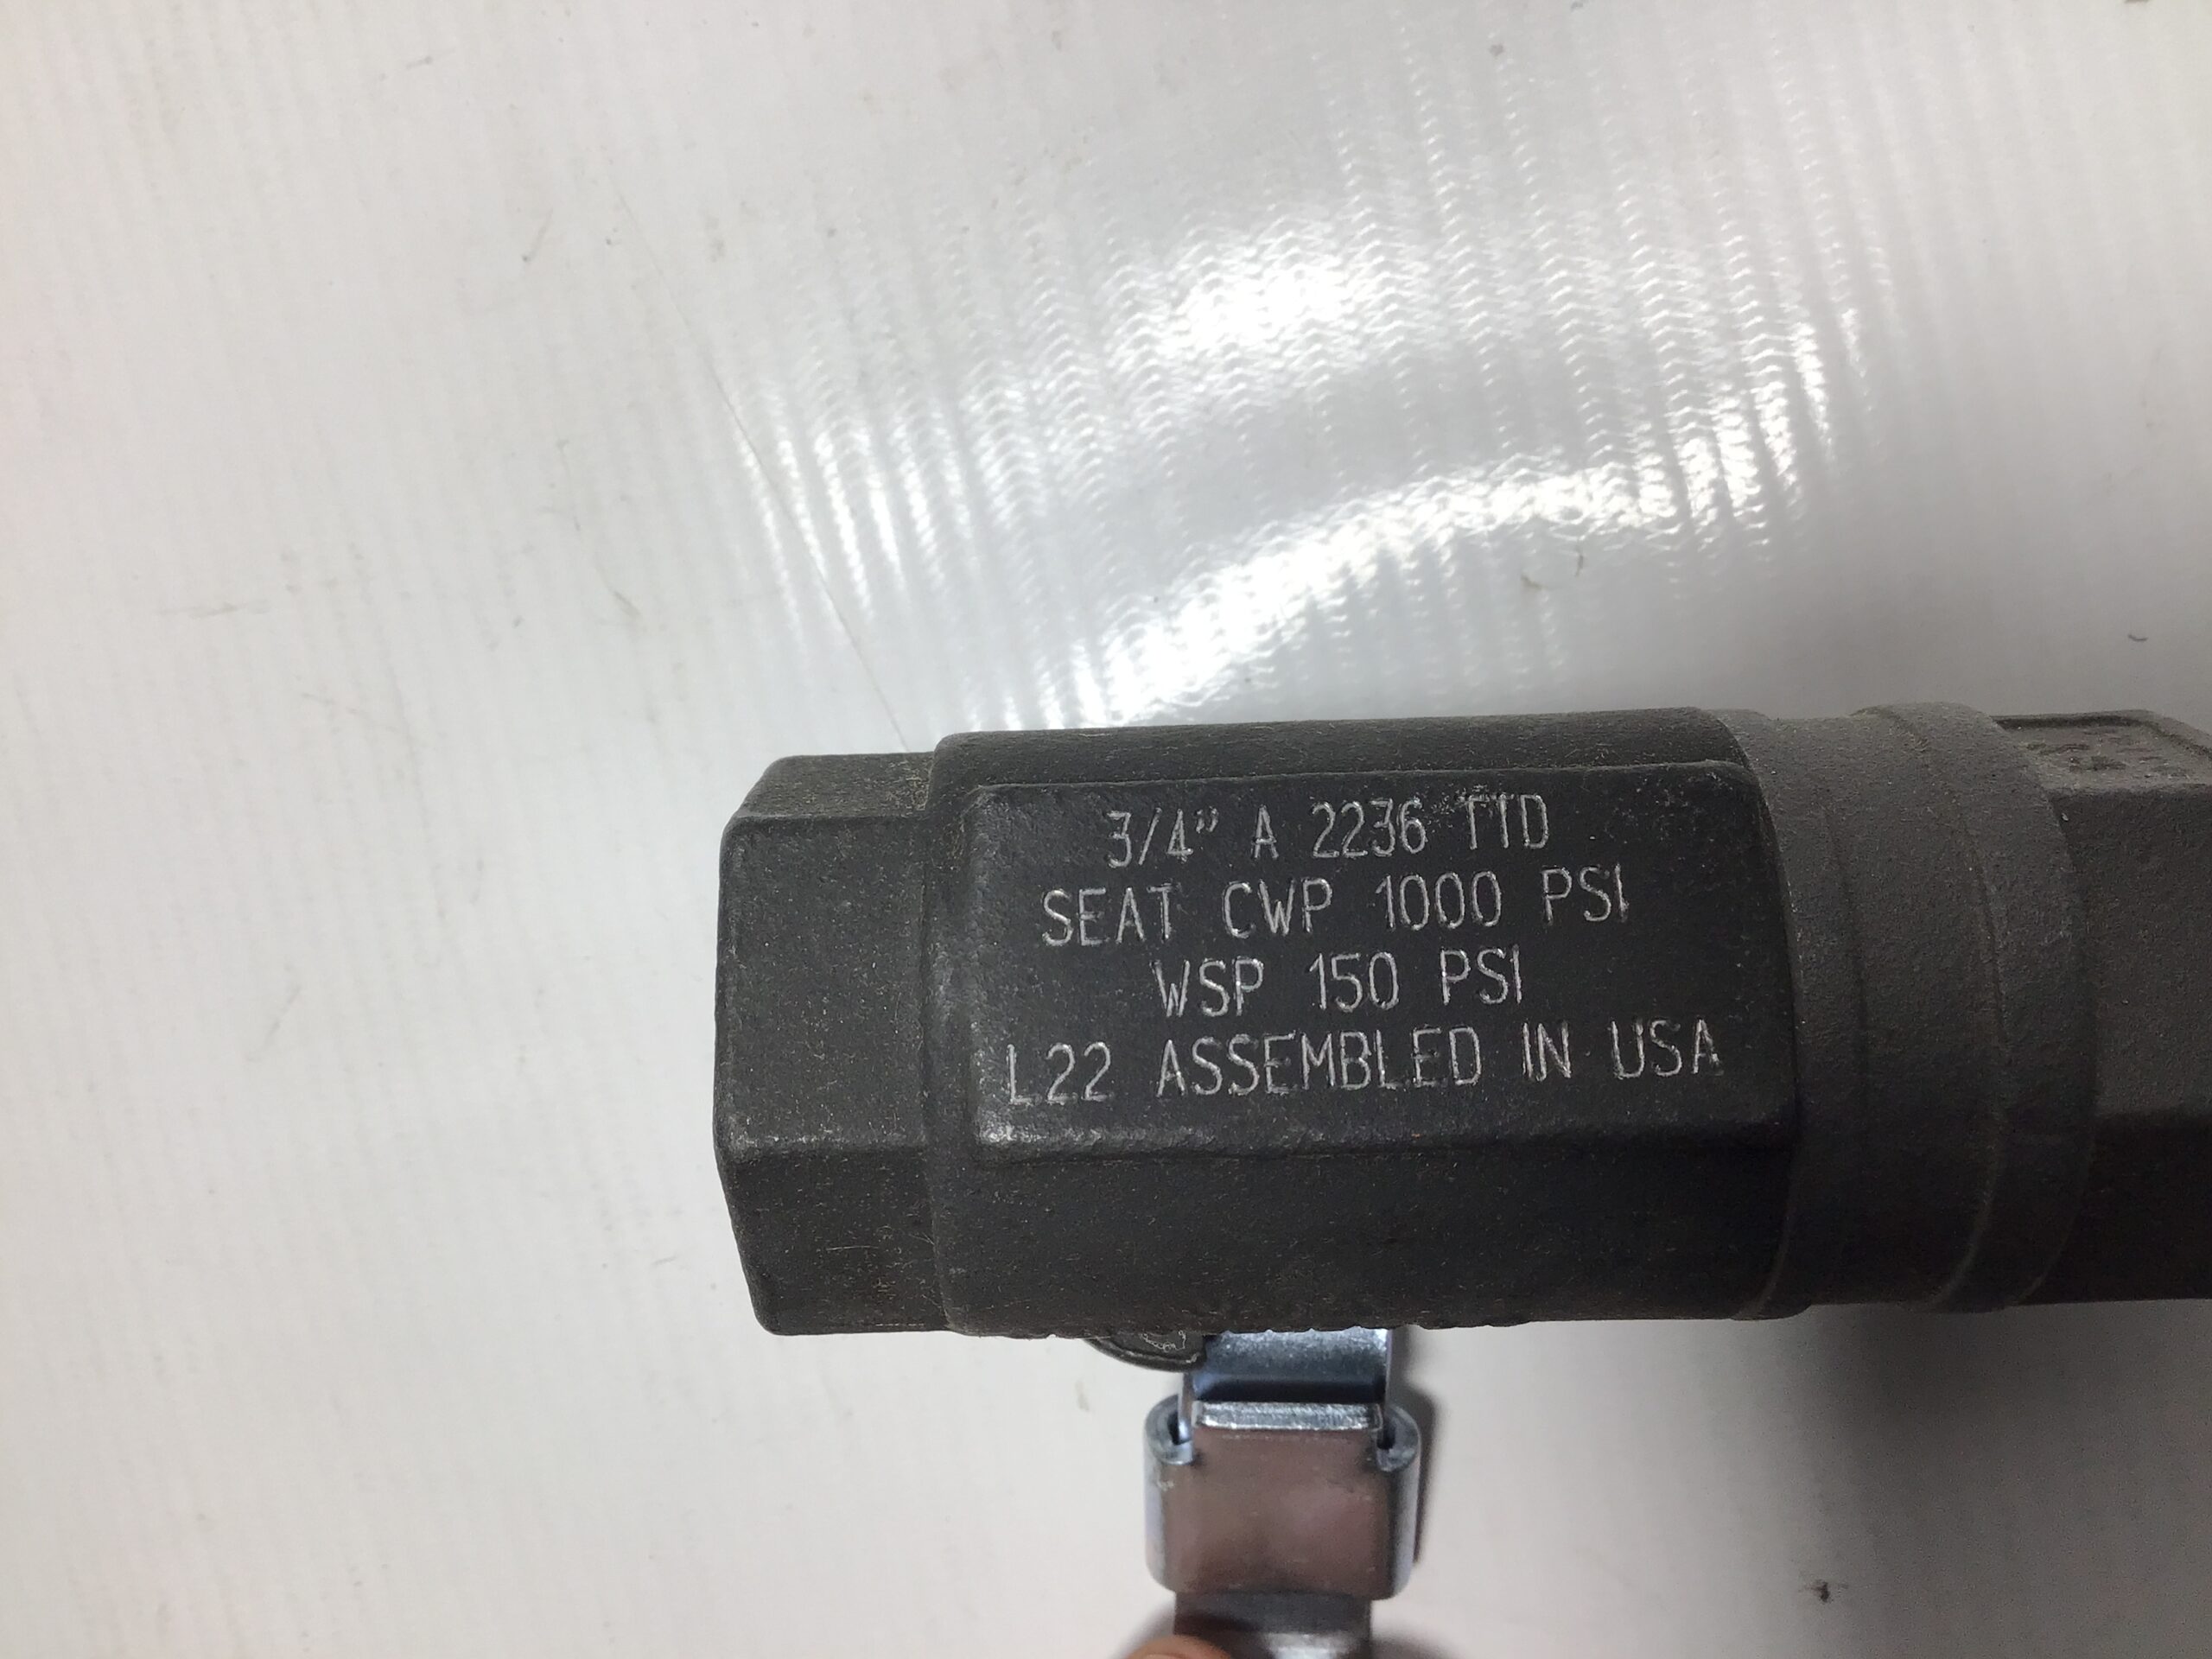 3/4" A 2236 TTD
SEAT CWP 1000 PSI
WSP 150 PSI
L22 ASSEMBLED IN USA